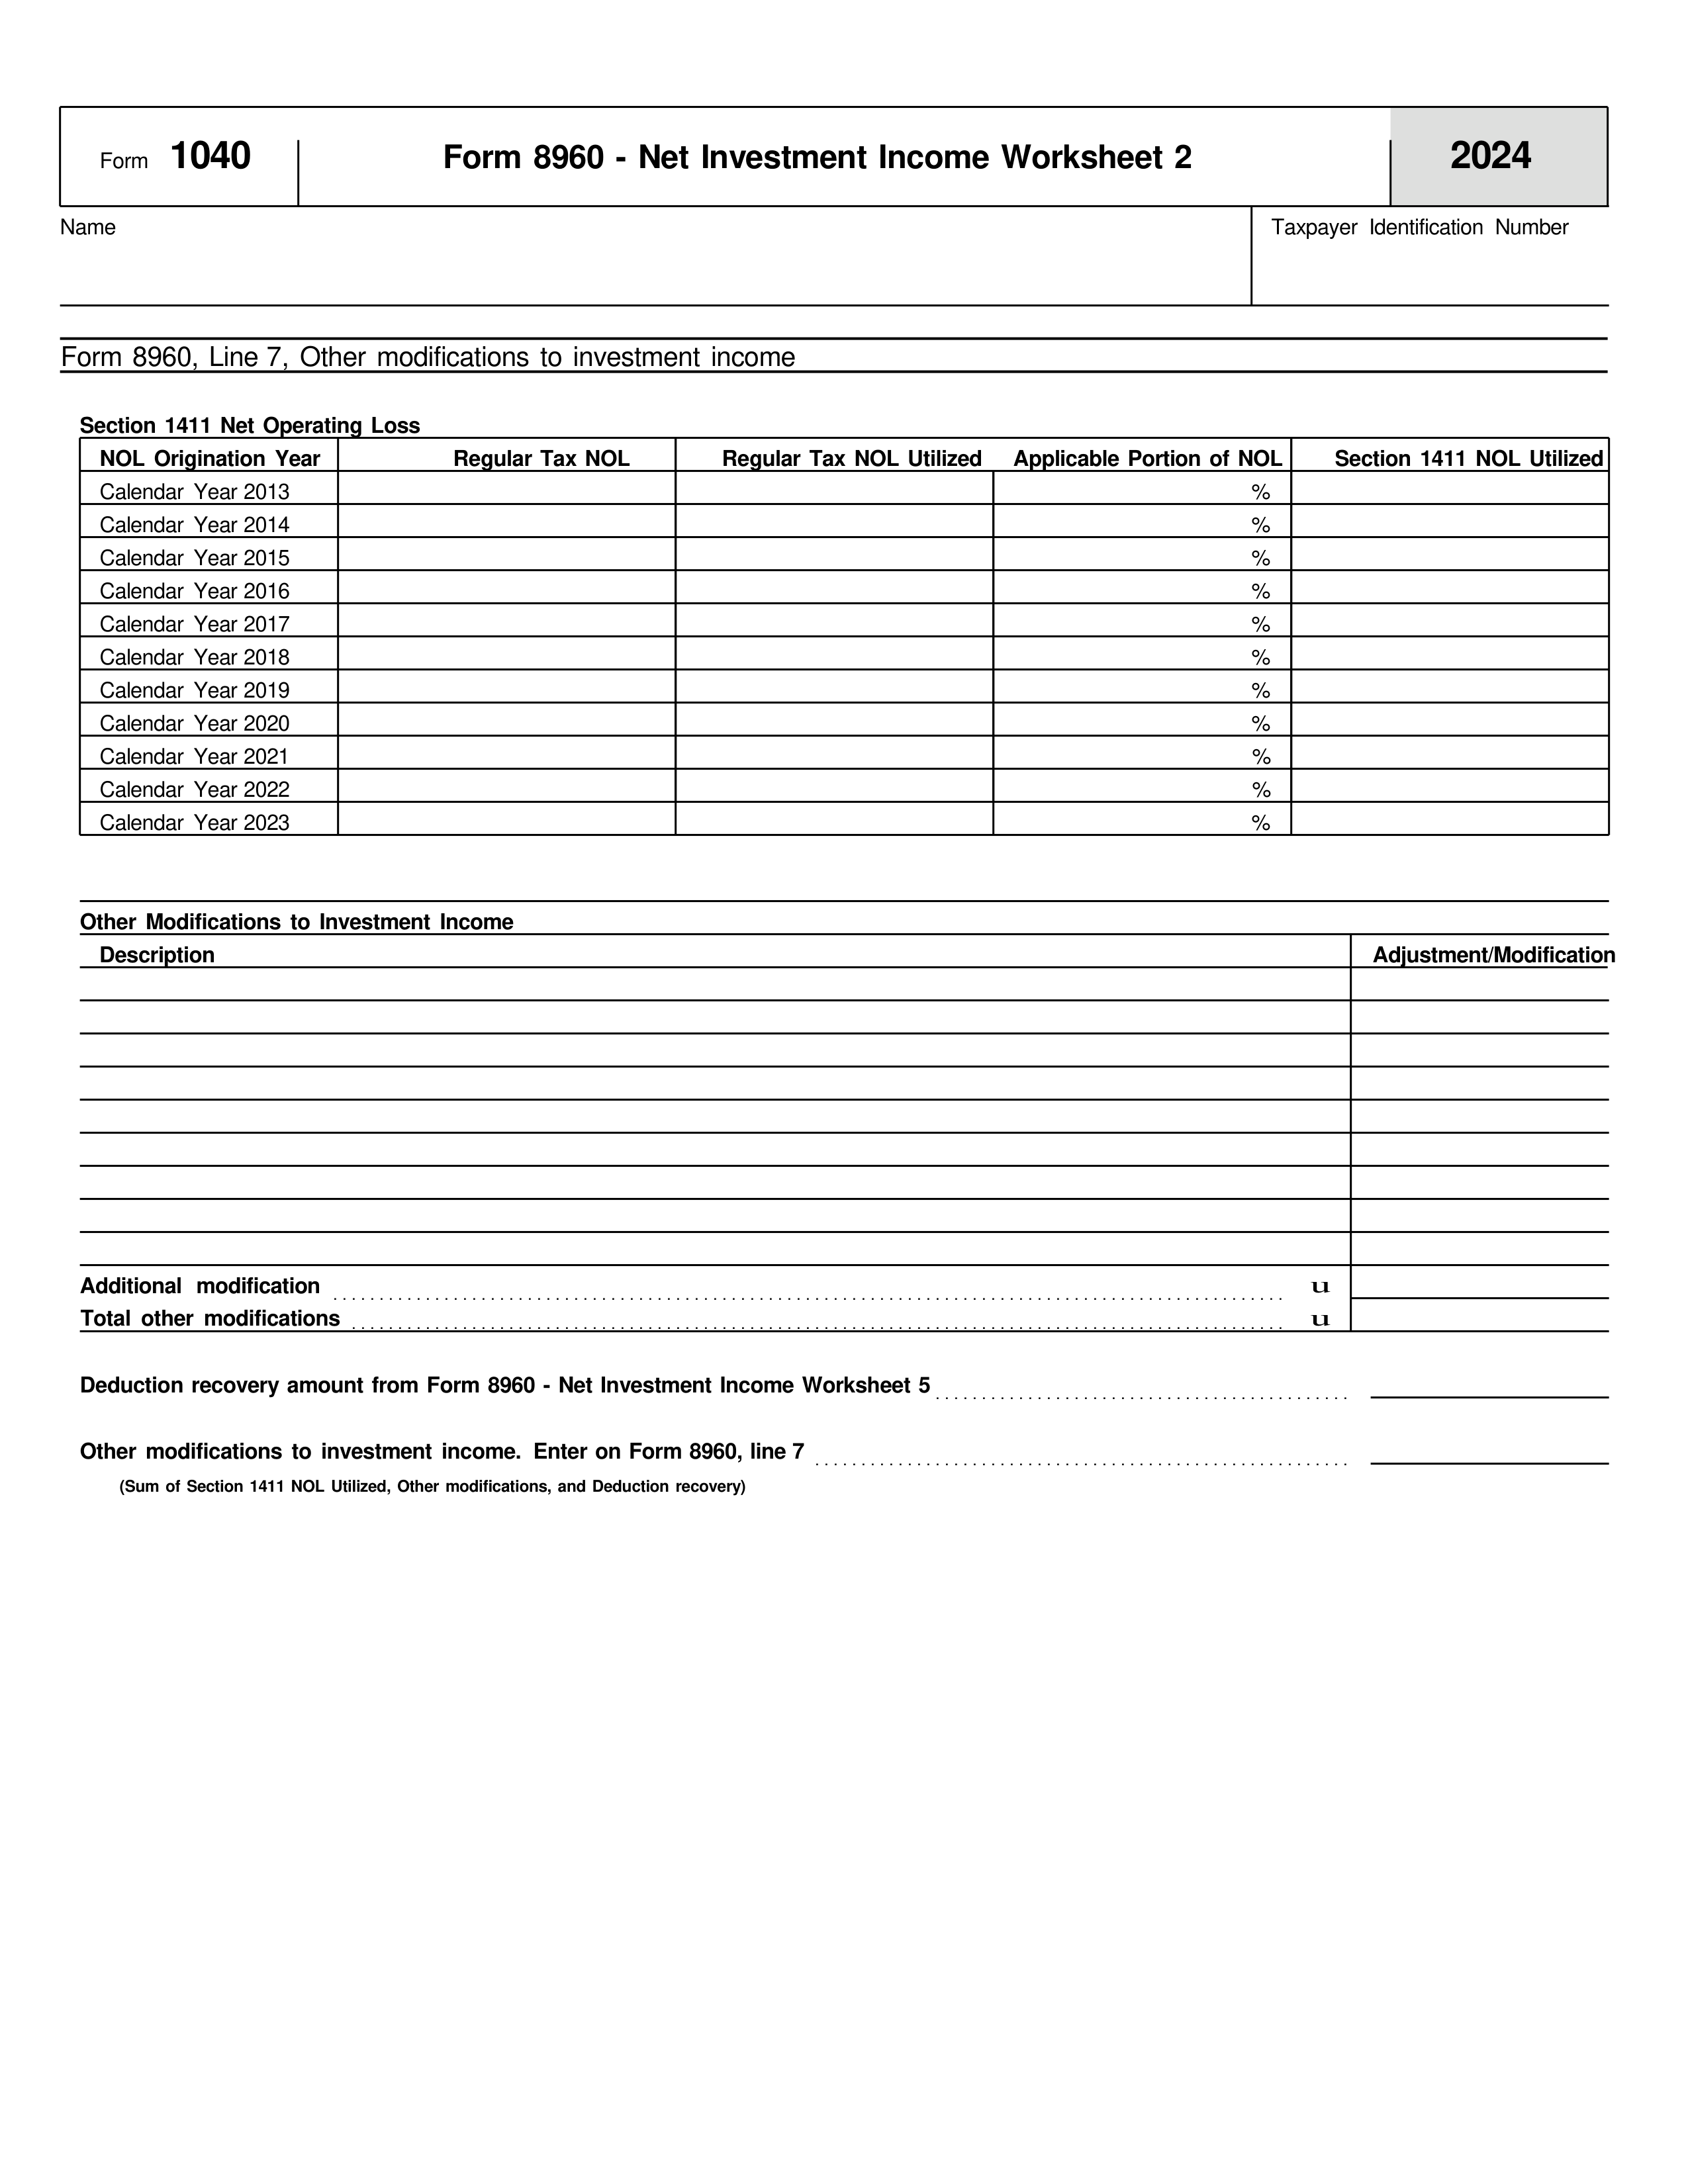 Form 1040 Form 8960 - Net Investment Income Worksheet 2 2024
Name Taxpayer Identification Number
Form 8960, Line 7, Other modifications to investment income
Section 1411 Net Operating Loss
NOL Origination Year Regular Tax NOL Regular Tax NOL Utilized Applicable Portion of NOL Section 1411 NOL Utilized
Calendar Year 2013 %
Calendar Year 2014 %
Calendar Year 2015 %
Calendar Year 2016 %
Calendar Year 2017 %
Calendar Year 2018 %
Calendar Year 2019 %
Calendar Year 2020 %
Calendar Year 2021 %
Calendar Year 2022 %
Calendar Year 2023 %
Other Modifications to Investment Income
Description Adjustment/Modification
Additional modification u
Total other modifications u
Deduction recovery amount from Form 8960 - Net Investment Income Worksheet 5
Other modifications to investment income. Enter on Form 8960, line 7
(Sum of Section 1411 NOL Utilized, Other modifications, and Deduction recovery)